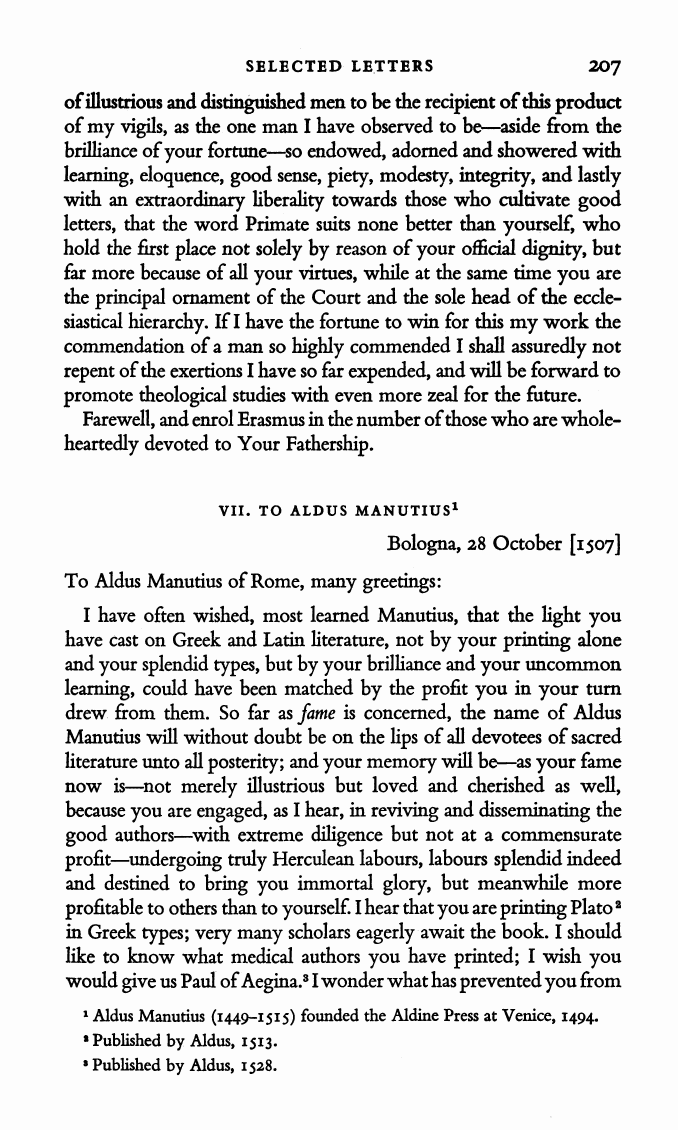 SELECTED LETTERS 207
of illustrious and distinguished men to be the recipient of this product
of my vigils, as the one man I have observed to be—aside from the
brilliance of your fortune—so endowed, adorned and showered with
learning, eloquence, good sense, piety, modesty, integrity, and lastly
with an extraordinary liberality towards those who cultivate good
letters, that the word Primate suits none better than yourself, who
hold the first place not solely by reason of your official dignity, but
far more because of all your virtues, while at the same time you are
the principal ornament of the Court and the sole head of the eccle-
siastical hierarchy. If I have the fortune to win for this my work the
commendation of a man so highly commended I shall assuredly not
repent of the exertions I have so far expended, and will be forward to
promote theological studies with even more zeal for the future.
Farewell, and enrol Erasmus in the number of those who are whole-
heartedly devoted to Your Fathership.
VII. TO ALDUS MANUTIUS¹
Bologna, 28 October [1507]
To Aldus Manutius of Rome, many greetings:
I have often wished, most learned Manutius, that the light you
have cast on Greek and Latin literature, not by your printing alone
and your splendid types, but by your brilliance and your uncommon
learning, could have been matched by the profit you in your turn
drew from them. So far as fame is concerned, the name of Aldus
Manutius will without doubt be on the lips of all devotees of sacred
literature unto all posterity; and your memory will be—as your fame
now is—not merely illustrious but loved and cherished as well,
because you are engaged, as I hear, in reviving and disseminating the
good authors—with extreme diligence but not at a commensurate
profit—undergoing truly Herculean labours, labours splendid indeed
and destined to bring you immortal glory, but meanwhile more
profitable to others than to yourself. I hear that you are printing Plato²
in Greek types; very many scholars eagerly await the book. I should
like to know what medical authors you have printed; I wish you
would give us Paul of Aegina.³ I wonder what has prevented you from
¹ Aldus Manutius (1449–1515) founded the Aldine Press at Venice, 1494.
² Published by Aldus, 1513.
³ Published by Aldus, 1528.